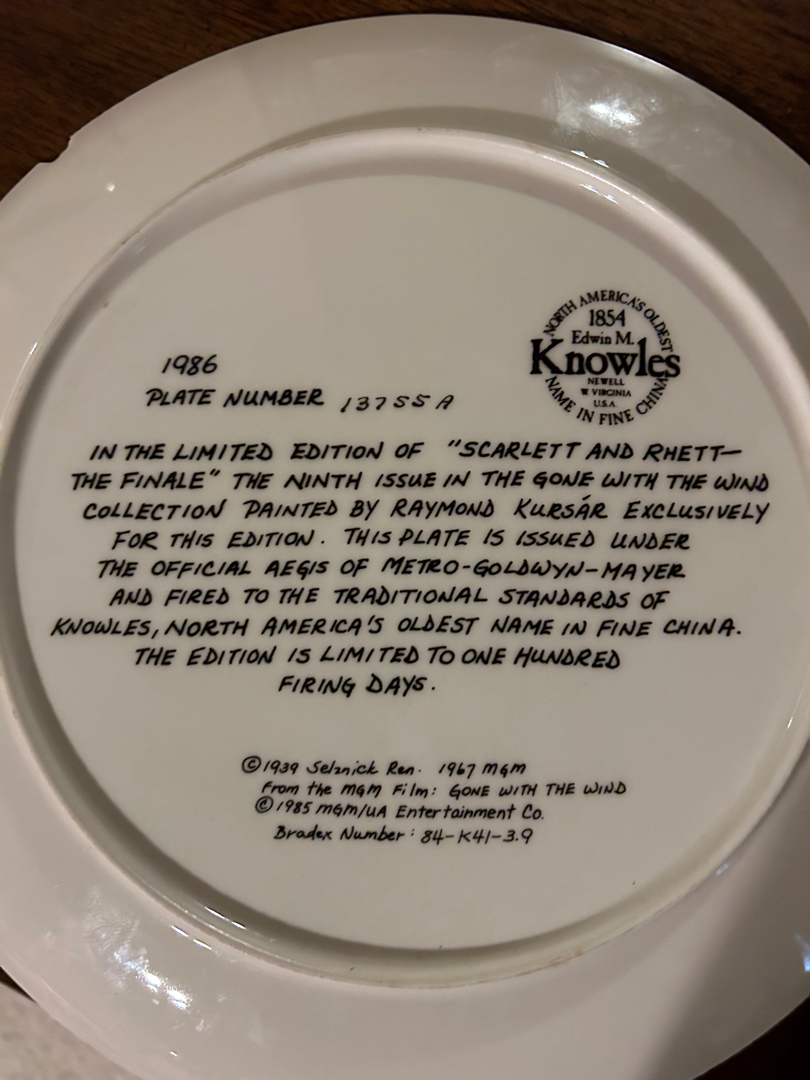 NORTH AMERICA'S OLDEST
1854
Edwin M.
Knowles
NEWELL
W VIRGINIA
U.S.A.
NAME IN FINE CHINA
1986
PLATE NUMBER 13755A
IN THE LIMITED EDITION OF "SCARLETT AND RHETT—
THE FINALE" THE NINTH ISSUE IN THE GONE WITH THE WIND
COLLECTION PAINTED BY RAYMOND KURSÁR EXCLUSIVELY
FOR THIS EDITION. THIS PLATE IS ISSUED UNDER
THE OFFICIAL AEGIS OF METRO-GOLDWYN-MAYER
AND FIRED TO THE TRADITIONAL STANDARDS OF
KNOWLES, NORTH AMERICA'S OLDEST NAME IN FINE CHINA.
THE EDITION IS LIMITED TO ONE HUNDRED
FIRING DAYS.
©1939 Selznick Ren. 1967 MGM
From the MGM Film: GONE WITH THE WIND
©1985 MGM/UA Entertainment Co.
Bradex Number: 84-K41-3.9